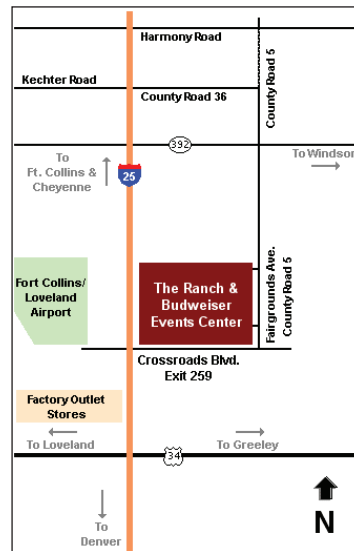 Harmony Road
Kechter Road
County Road 36
County Road 5
392
To
Ft. Collins &
Cheyenne
To Windsor
25
Fort Collins/
Loveland
Airport
The Ranch &
Budweiser
Events Center
Fairgrounds Ave.
County Road 5
Crossroads Blvd.
Exit 259
Factory Outlet
Stores
To Loveland
To Greeley
34
To
Denver
N